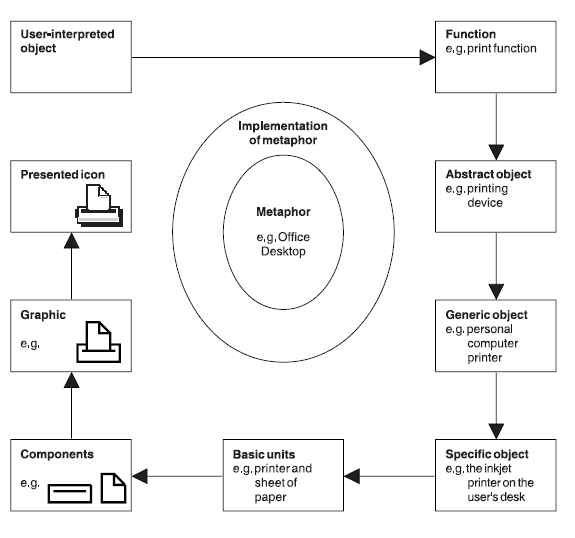 User-interpreted
object
Function
e.g. print function
Implementation
of metaphor
Presented icon
Abstract object
e.g. printing
device
Metaphor
e.g. Office
Desktop
Graphic
e.g.
Generic object
e.g. personal
computer
printer
Components
e.g.
Basic units
e.g. printer and
sheet of
paper
Specific object
e.g. the inkjet
printer on the
user's desk